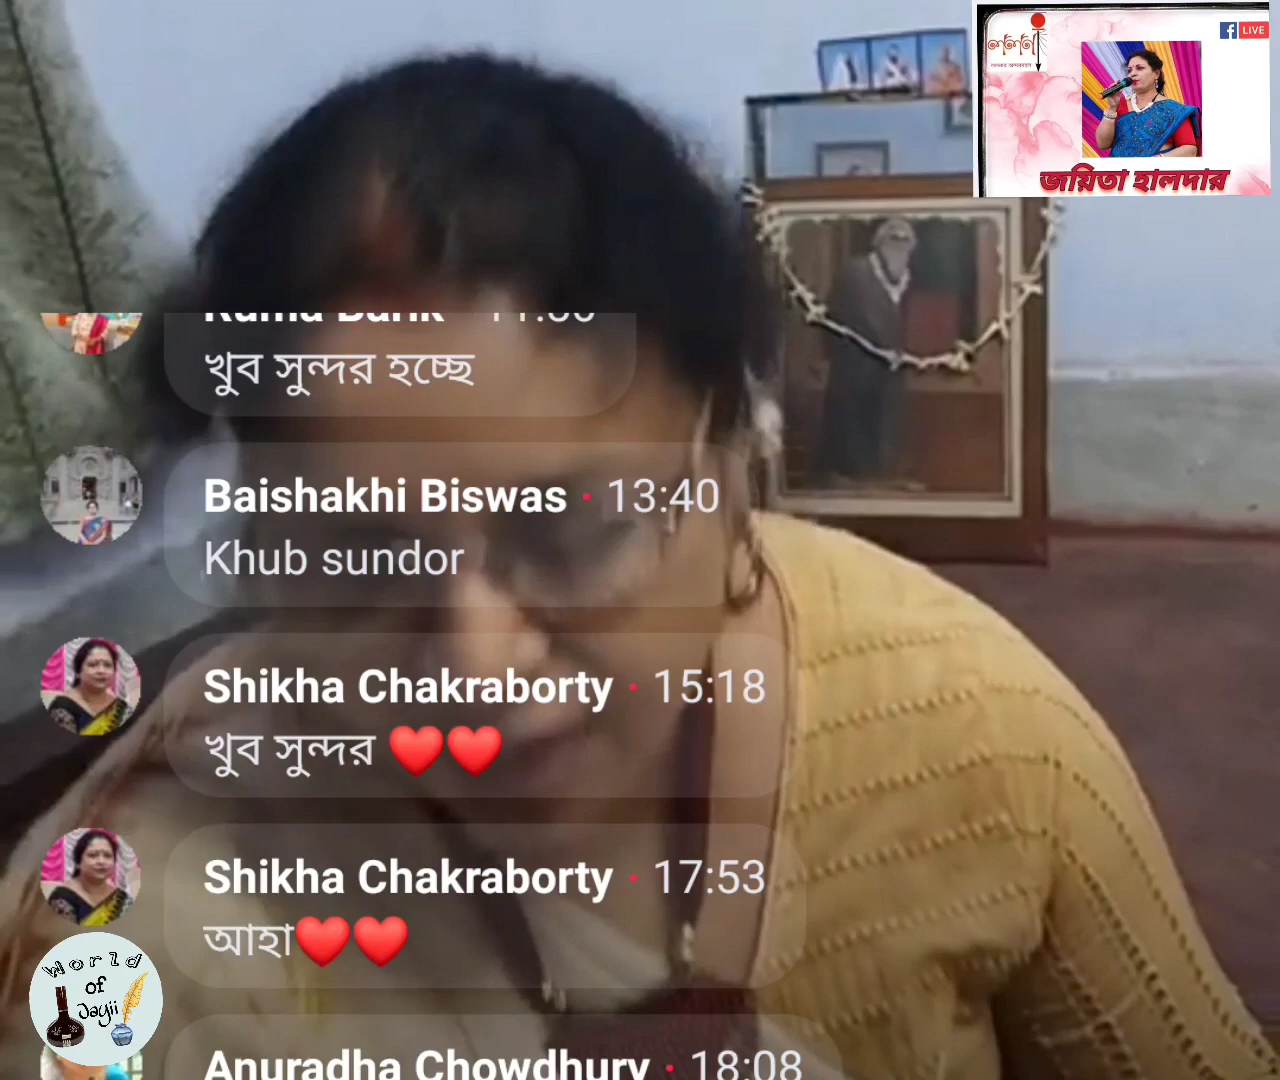 LIVE
জয়িতা হালদার
খুব সুন্দর হচ্ছে
Baishakhi Biswas · 13:40
Khub sundor
Shikha Chakraborty · 15:18
খুব সুন্দর ❤️❤️
Shikha Chakraborty · 17:53
আহা❤️❤️
World
of
Jayii
Anuradha Chowdhury · 18:08